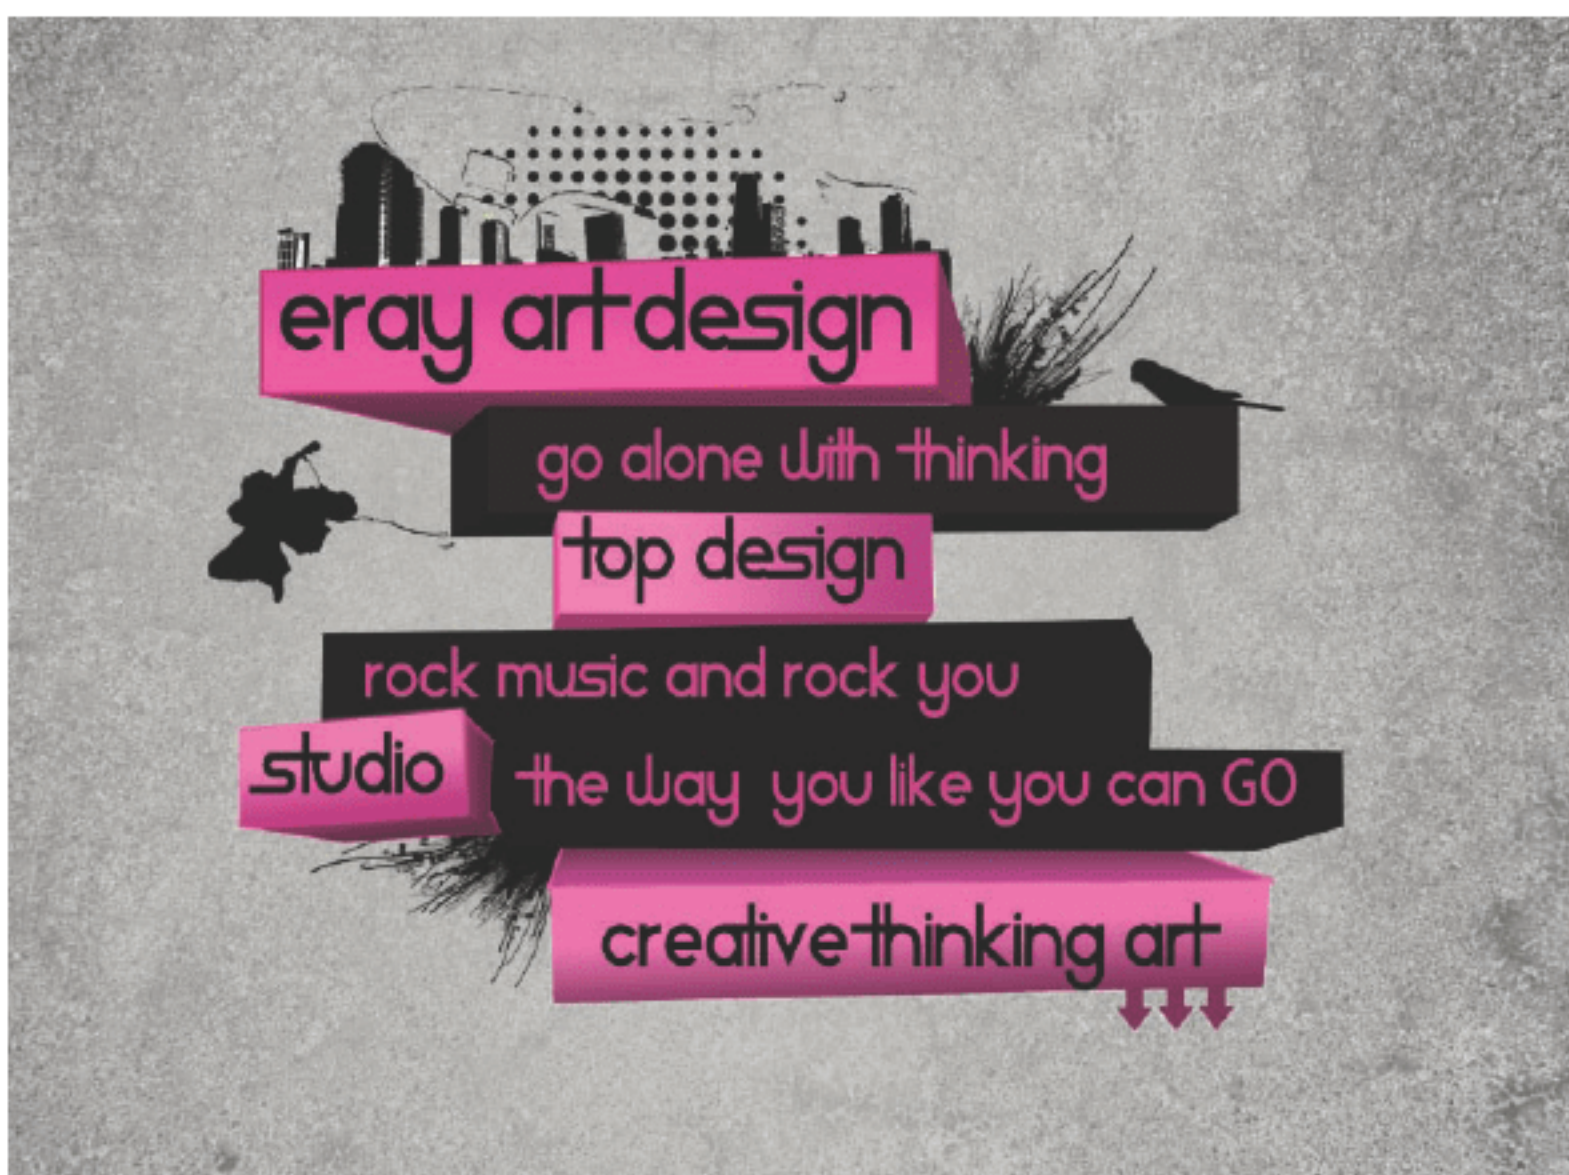 eray art design
go alone with thinking
top design
rock music and rock you
studio
the way you like you can GO
creative thinking art